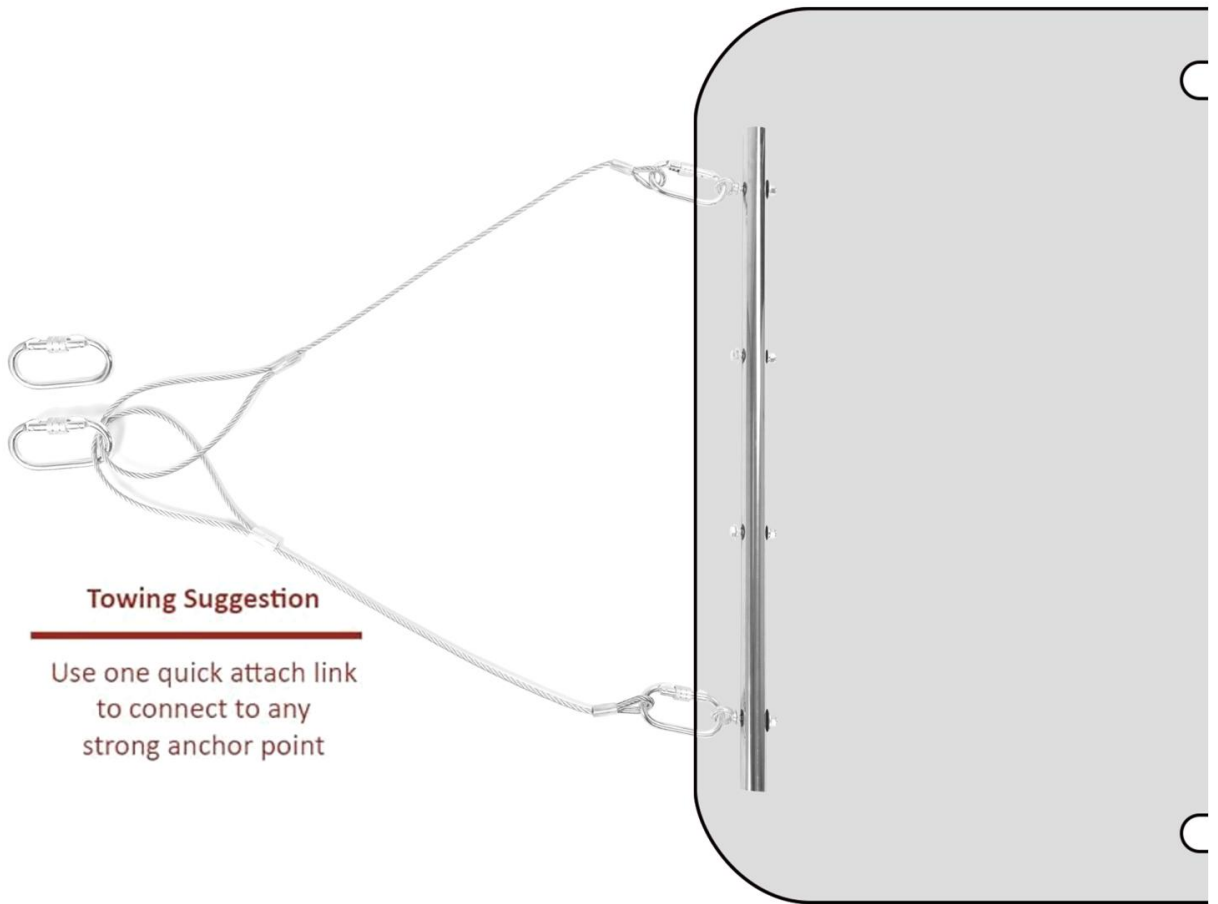 Towing Suggestion
Use one quick attach link
to connect to any
strong anchor point